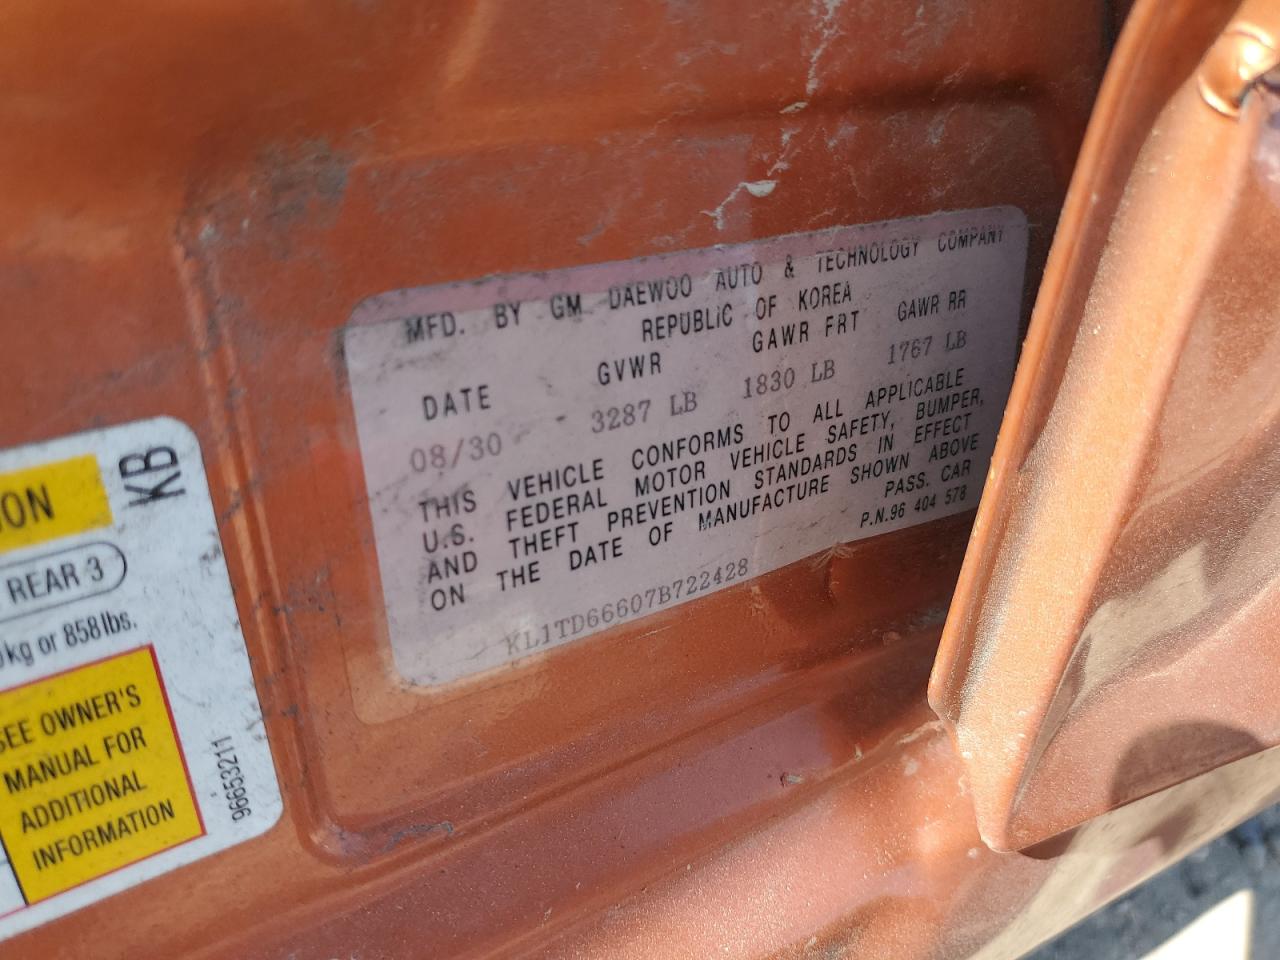 MFD. BY GM DAEWOO AUTO & TECHNOLOGY COMPANY
REPUBLIC OF KOREA
DATE GVWR GAWR FRT GAWR RR
08/30 3287 LB 1830 LB 1767 LB
THIS VEHICLE CONFORMS TO ALL APPLICABLE
U.S. FEDERAL MOTOR VEHICLE SAFETY, BUMPER,
AND THEFT PREVENTION STANDARDS IN EFFECT
ON THE DATE OF MANUFACTURE SHOWN ABOVE
PASS. CAR
P.N.96 404 578
KL1TD66607B722428
KB
REAR 3
kg or 858lbs.
SEE OWNER'S
MANUAL FOR
ADDITIONAL
INFORMATION
96653211